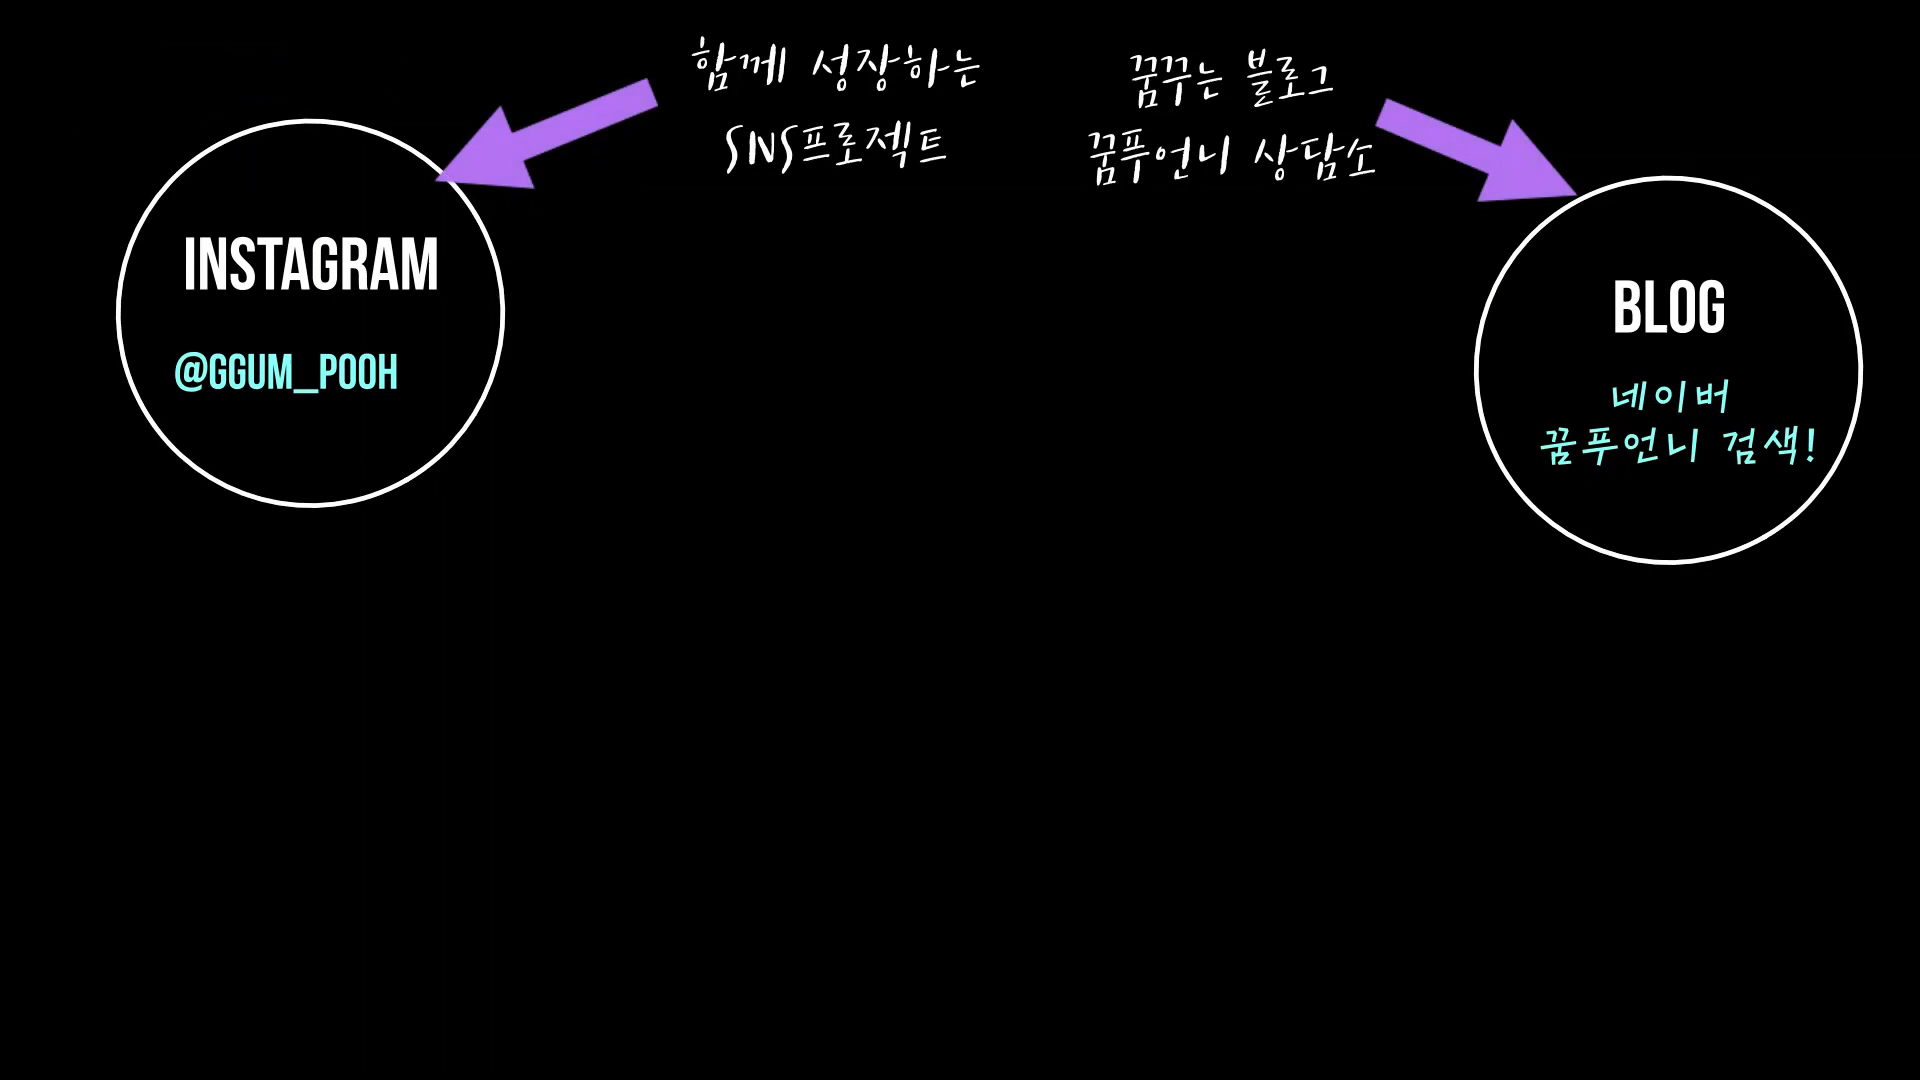 함께 성장하는
SNS프로젝트
꿈꾸는 블로그
꿈푸언니 상담소
INSTAGRAM
@GGUM_POOH
BLOG
네이버
꿈푸언니 검색!